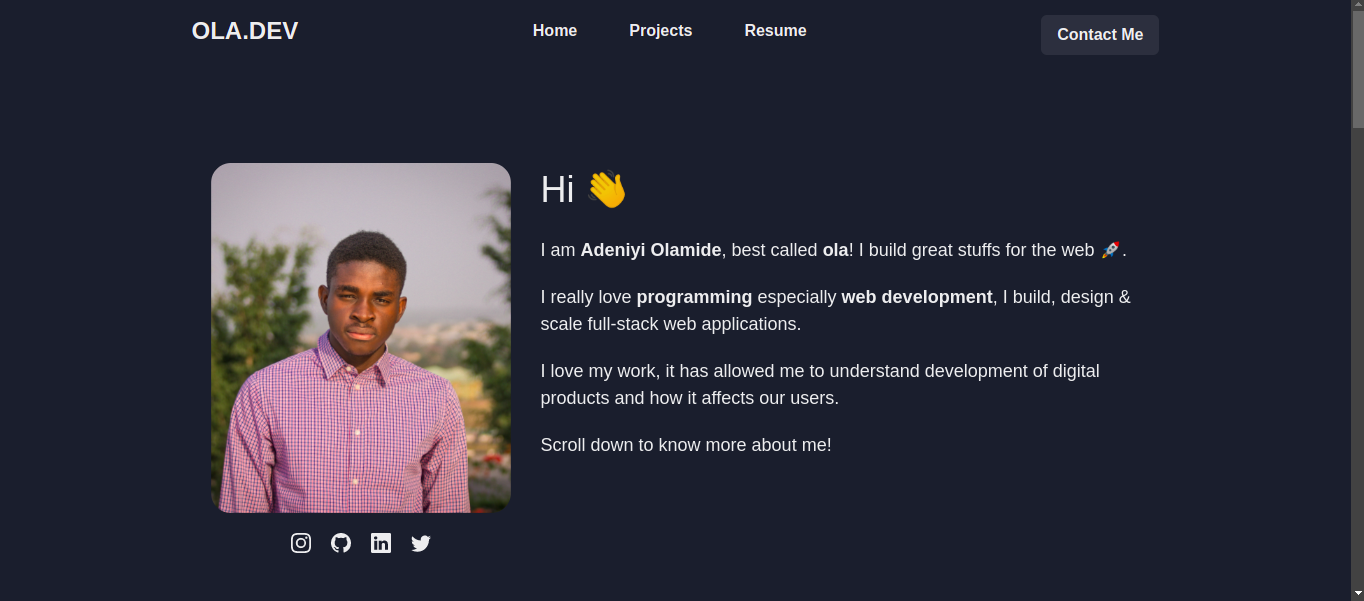 OLA.DEV
Home
Projects
Resume
Contact Me
Hi 👋
I am Adeniyi Olamide, best called ola! I build great stuffs for the web 🚀.
I really love programming especially web development, I build, design &
scale full-stack web applications.
I love my work, it has allowed me to understand development of digital
products and how it affects our users.
Scroll down to know more about me!